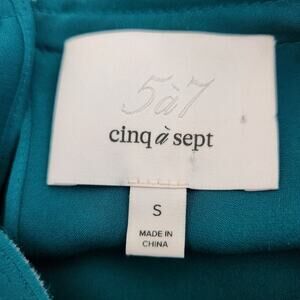 5à7
cinq à sept
S
MADE IN
CHINA